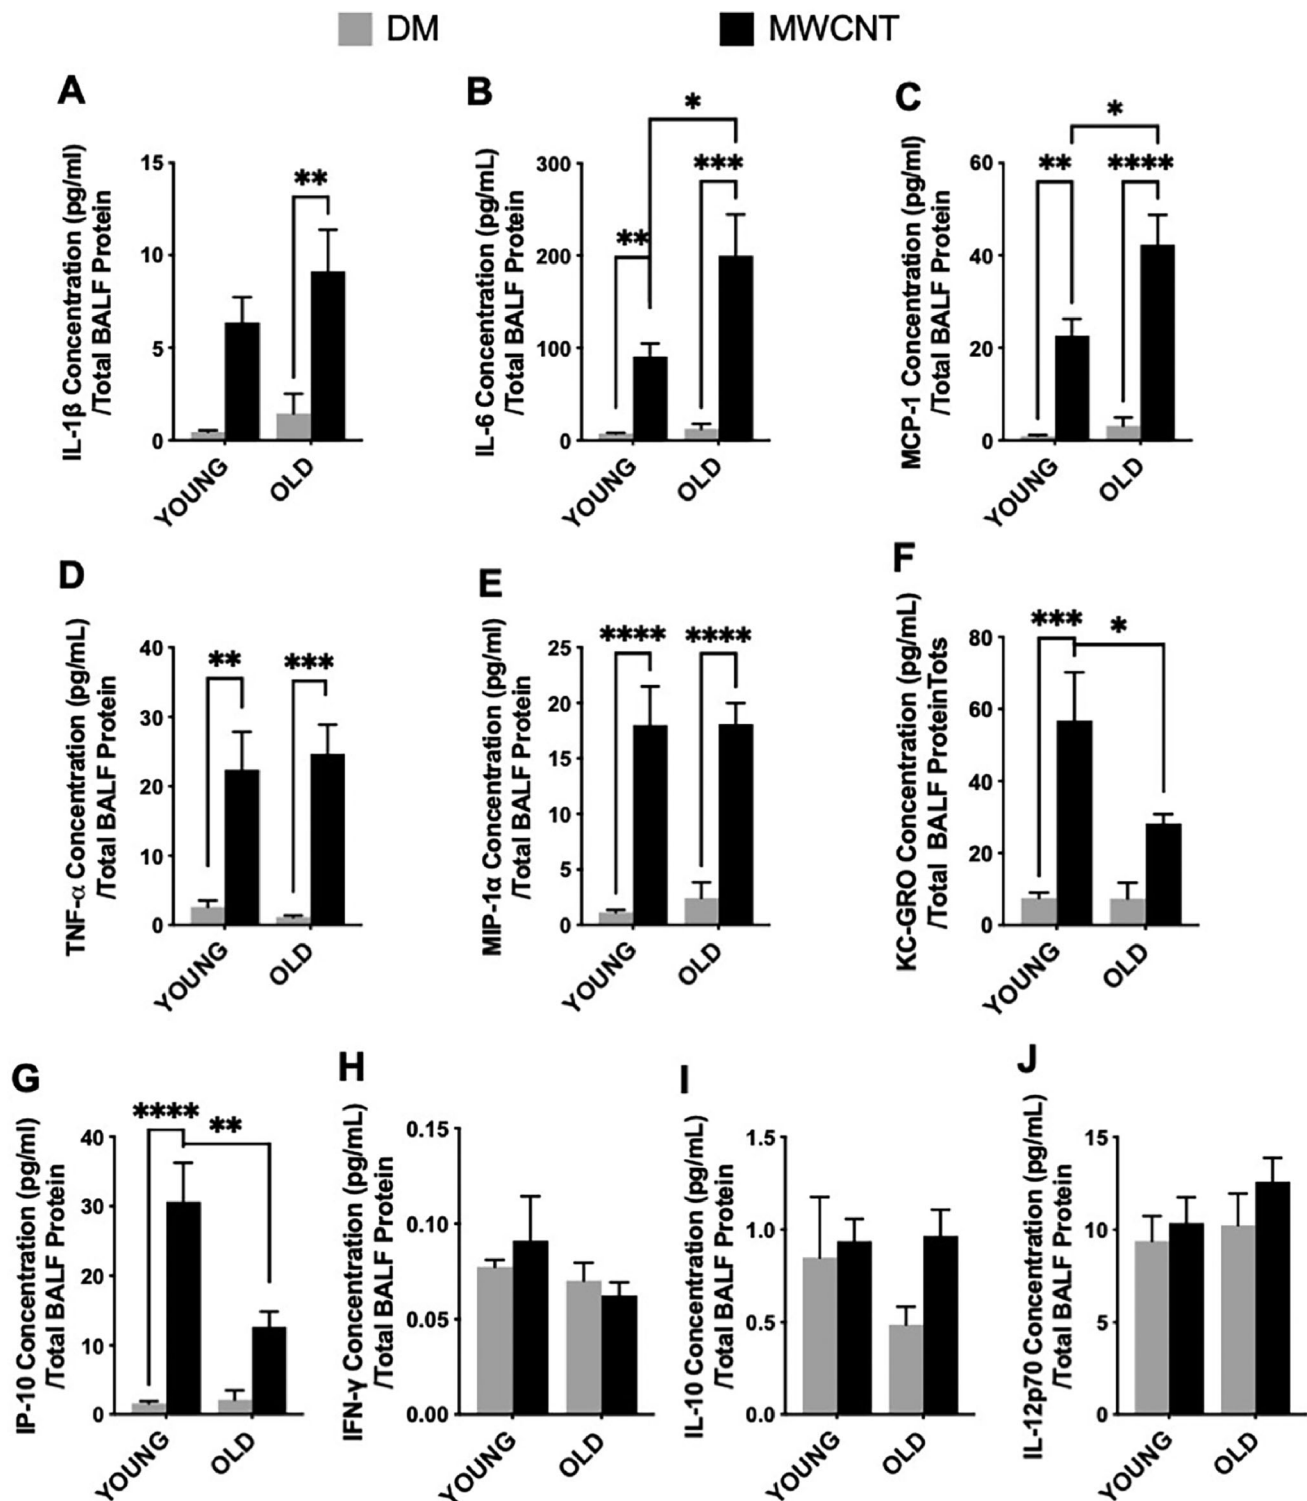 DM
MWCNT
A
IL-1β Concentration (pg/ml)
/Total BALF Protein
15
10
5
0
**
YOUNG
OLD
B
IL-6 Concentration (pg/mL)
/Total BALF Protein
300
200
100
0
**
***
*
YOUNG
OLD
C
MCP-1 Concentration (pg/ml)
/Total BALF Protein
60
40
20
0
**
****
*
YOUNG
OLD
D
TNF-α Concentration (pg/mL)
/Total BALF Protein
40
30
20
10
0
**
***
YOUNG
OLD
E
MIP-1α Concentration (pg/ml)
/Total BALF Protein
25
20
15
10
5
0
****
****
YOUNG
OLD
F
KC-GRO Concentration (pg/mL)
/Total BALF ProteinTots
80
60
40
20
0
***
*
YOUNG
OLD
G
IP-10 Concentration (pg/ml)
/Total BALF Protein
40
30
20
10
0
****
**
YOUNG
OLD
H
IFN-γ Concentration (pg/mL)
/Total BALF Protein
0.15
0.10
0.05
0.00
YOUNG
OLD
I
IL-10 Concentration (pg/mL)
/Total BALF Protein
1.5
1.0
0.5
0.0
YOUNG
OLD
J
IL-12p70 Concentration (pg/mL)
/Total BALF Protein
15
10
5
0
YOUNG
OLD